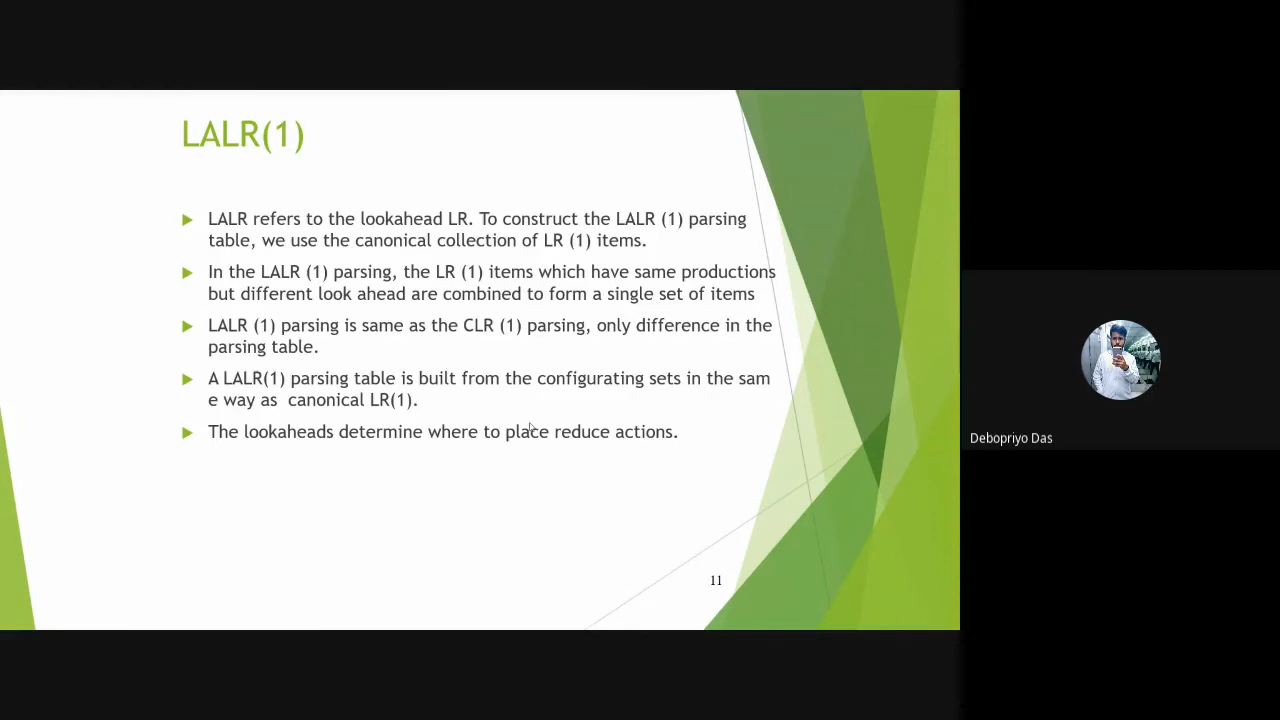 LALR(1)
LALR refers to the lookahead LR. To construct the LALR (1) parsing
table, we use the canonical collection of LR (1) items.
In the LALR (1) parsing, the LR (1) items which have same productions
but different look ahead are combined to form a single set of items
LALR (1) parsing is same as the CLR (1) parsing, only difference in the
parsing table.
A LALR(1) parsing table is built from the configurating sets in the sam
e way as  canonical LR(1).
The lookaheads determine where to place reduce actions.
11
Debopriyo Das